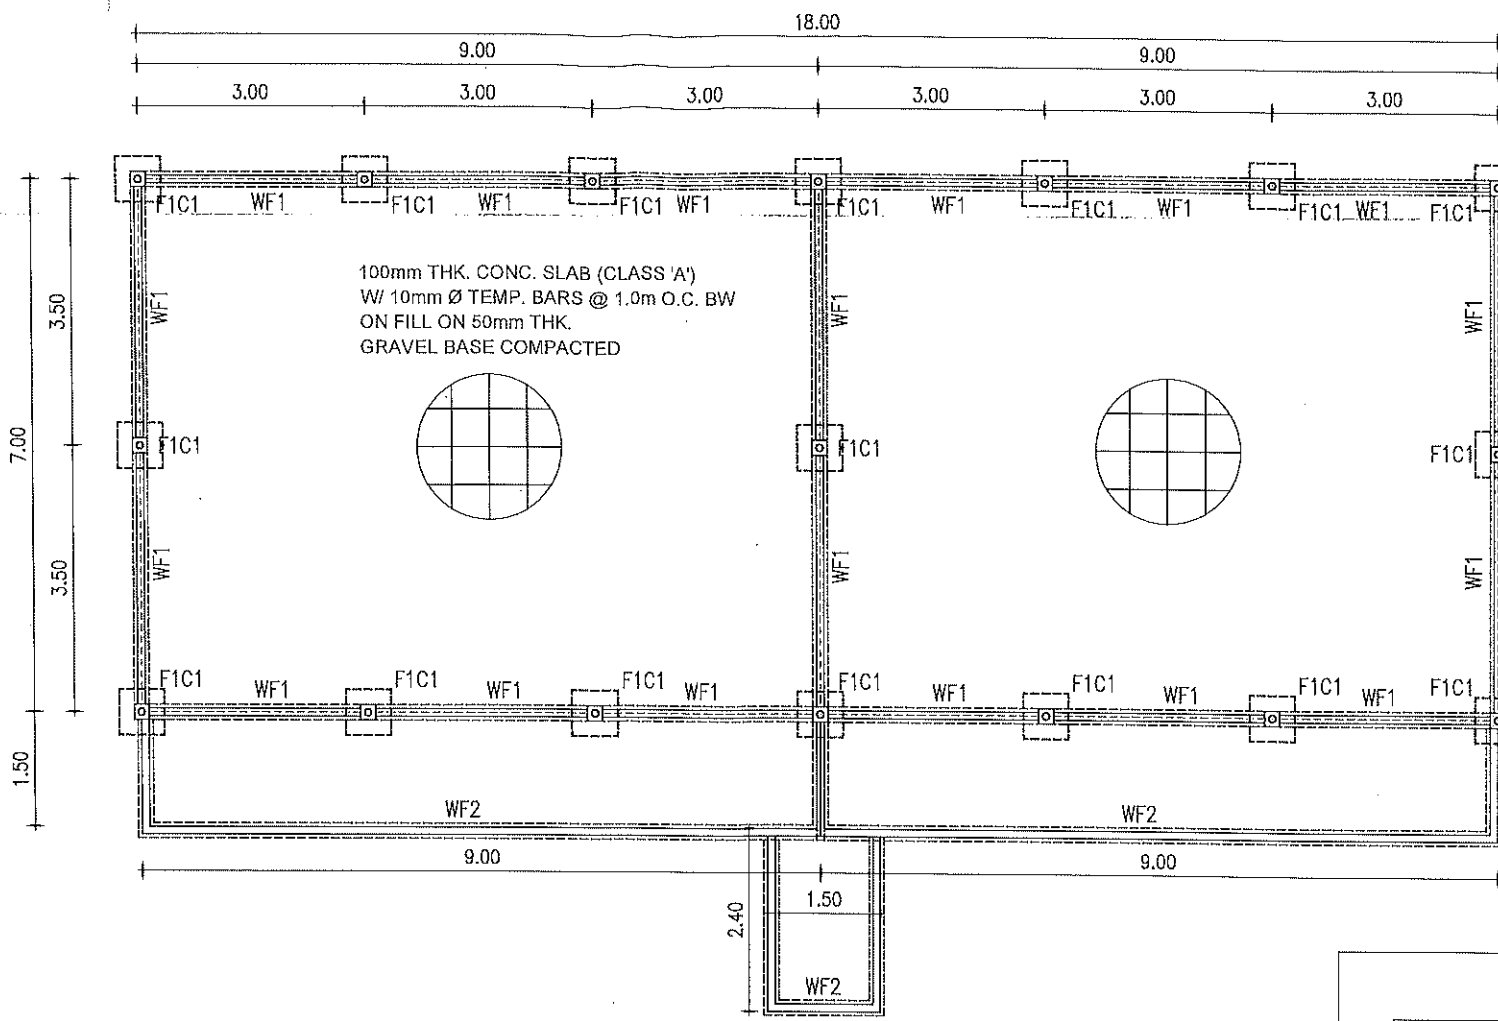 18.00
9.00 9.00
3.00 3.00 3.00 3.00 3.00 3.00
F1C1 WF1 F1C1 WF1 F1C1 WF1 F1C1 WF1 F1C1 WF1 F1C1 WF1 F1C1
100mm THK. CONC. SLAB (CLASS 'A')
W/ 10mm Ø TEMP. BARS @ 1.0m O.C. BW
ON FILL ON 50mm THK.
GRAVEL BASE COMPACTED
3.50 WF1 WF1 WF1
7.00 F1C1 F1C1 F1C1
3.50 WF1 WF1 WF1
F1C1 WF1 F1C1 WF1 F1C1 WF1 F1C1 WF1 F1C1 WF1 F1C1 WF1 F1C1
1.50 WF2 WF2
9.00 9.00
2.40 1.50
WF2